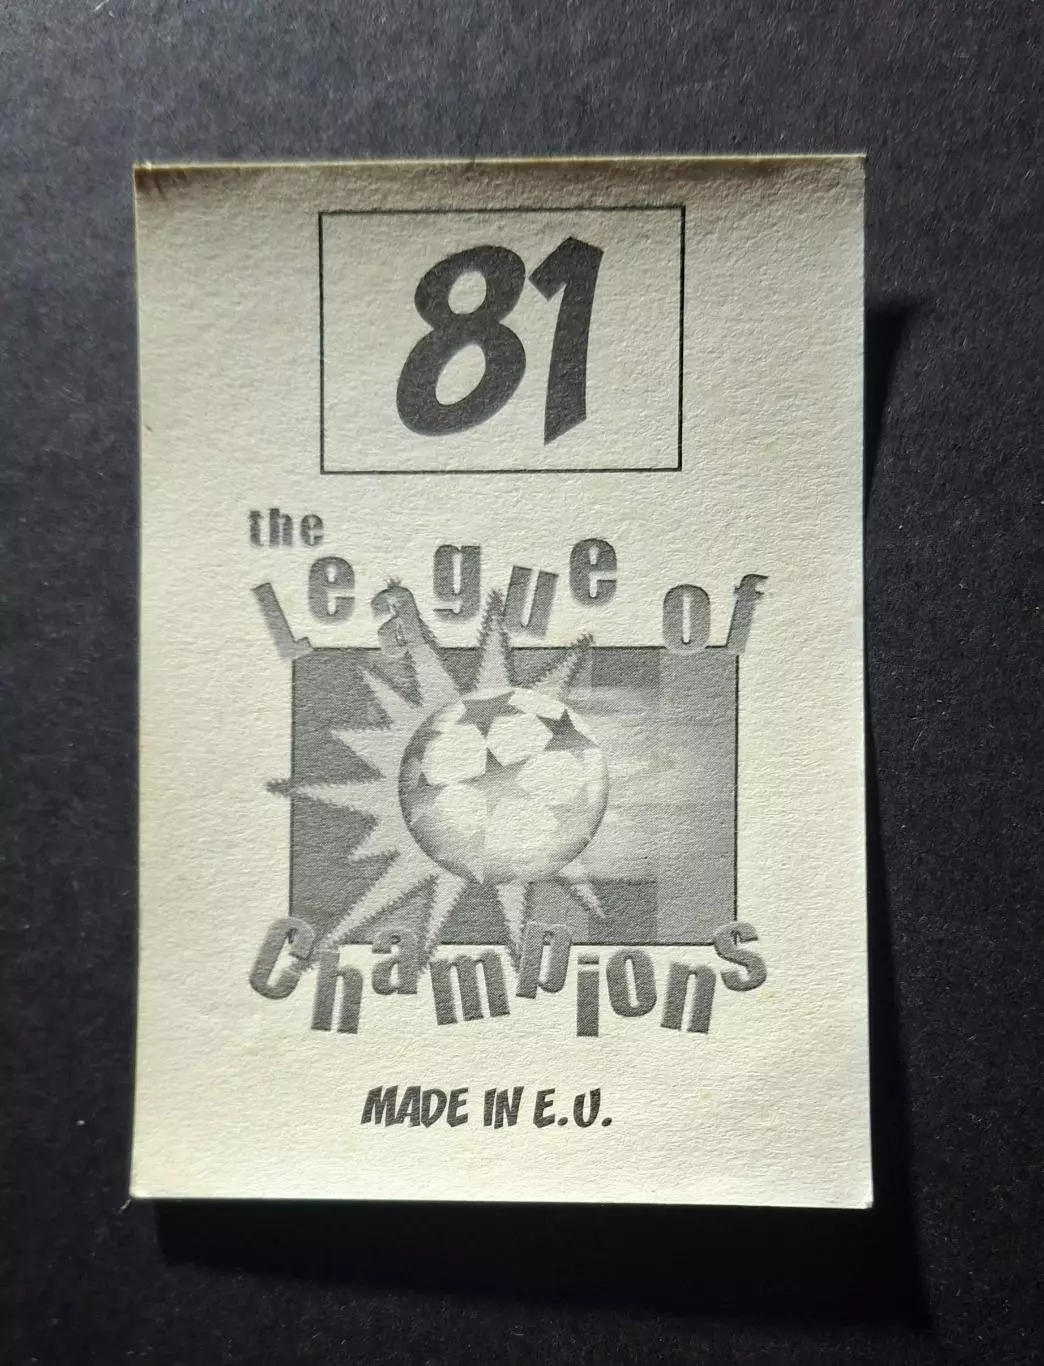 81
the
League of
Champions
MADE IN E.U.